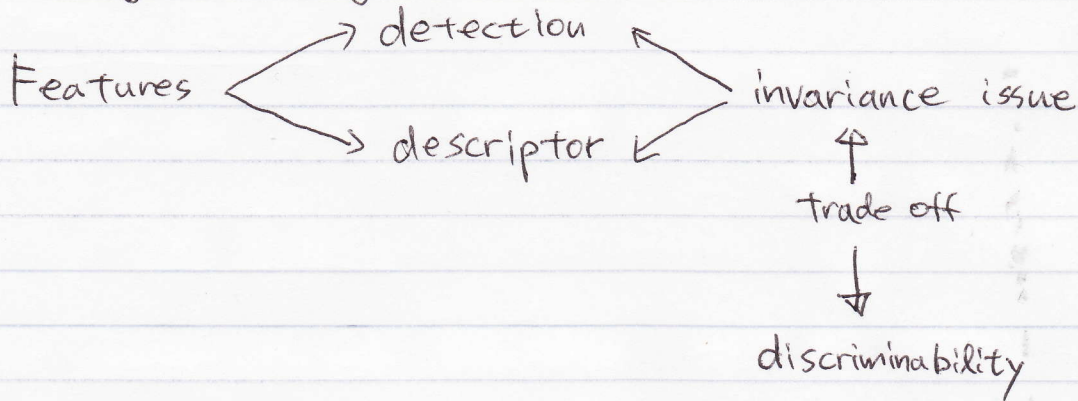 detection
Features invariance issue
descriptor
trade off
discriminability